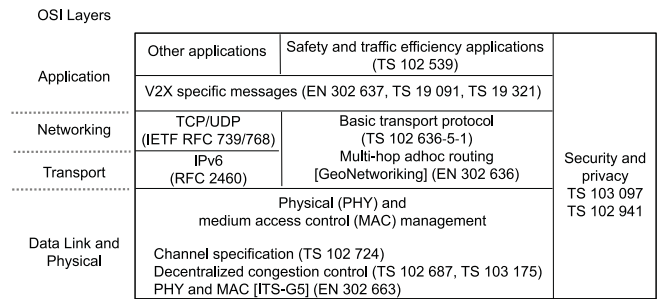 OSI Layers
Application
Other applications
Safety and traffic efficiency applications
(TS 102 539)
V2X specific messages (EN 302 637, TS 19 091, TS 19 321)
Networking
TCP/UDP
(IETF RFC 739/768)
Basic transport protocol
(TS 102 636-5-1)
Transport
IPv6
(RFC 2460)
Multi-hop adhoc routing
[GeoNetworiking] (EN 302 636)
Data Link and
Physical
Physical (PHY) and
medium access control (MAC) management
Channel specification (TS 102 724)
Decentralized congestion control (TS 102 687, TS 103 175)
PHY and MAC [ITS-G5] (EN 302 663)
Security and
privacy
TS 103 097
TS 102 941